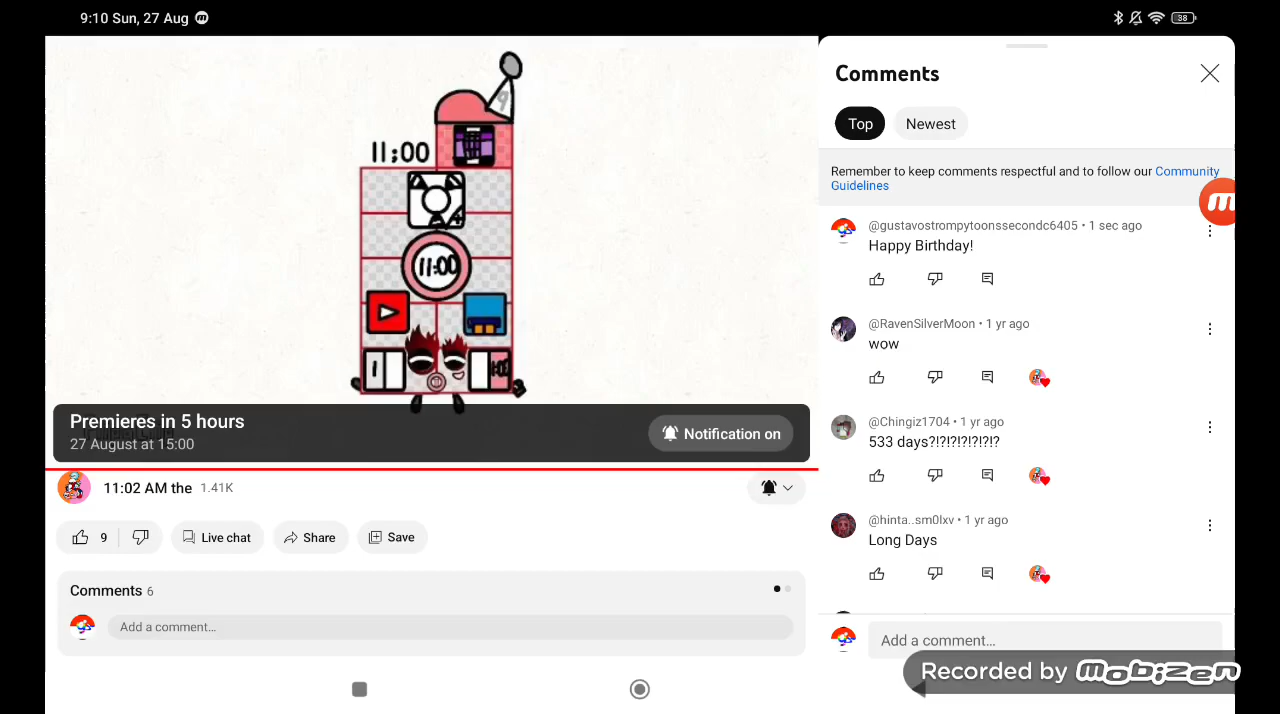 9:10 Sun, 27 Aug
38
9
11;00
11:00
1
Premieres in 5 hours
27 August at 15:00
Notification on
11:02 AM the 1.41K
9
Live chat
Share
Save
Comments 6
Add a comment...
Comments
Top
Newest
Remember to keep comments respectful and to follow our Community
Guidelines
@gustavostrompytoonssecondc6405 • 1 sec ago
Happy Birthday!
@RavenSilverMoon • 1 yr ago
wow
@Chingiz1704 • 1 yr ago
533 days?!?!?!?!?!?!?
@hinta..sm0lxv • 1 yr ago
Long Days
Add a comment...
Recorded by mobizen